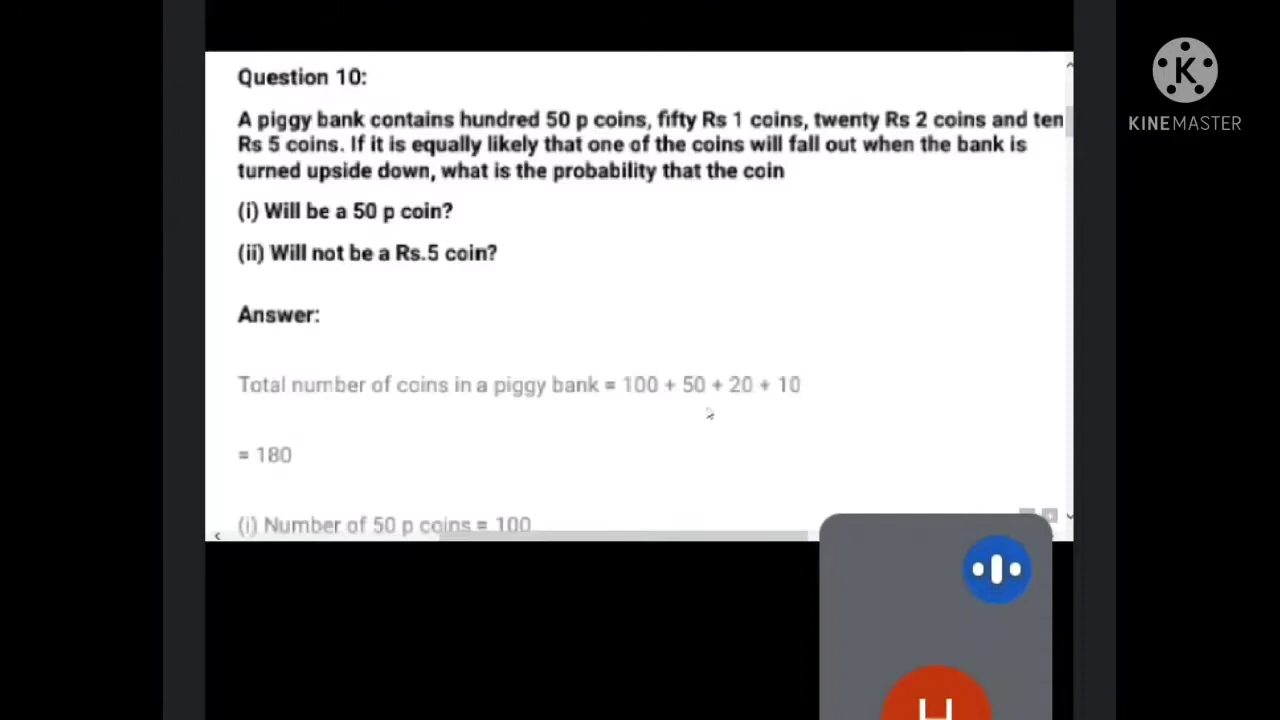 Question 10:
A piggy bank contains hundred 50 p coins, fifty Rs 1 coins, twenty Rs 2 coins and ten
Rs 5 coins. If it is equally likely that one of the coins will fall out when the bank is
turned upside down, what is the probability that the coin
(i) Will be a 50 p coin?
(ii) Will not be a Rs.5 coin?
Answer:
Total number of coins in a piggy bank = 100 + 50 + 20 + 10
= 180
(i) Number of 50 p coins = 100
K
KINEMASTER
H